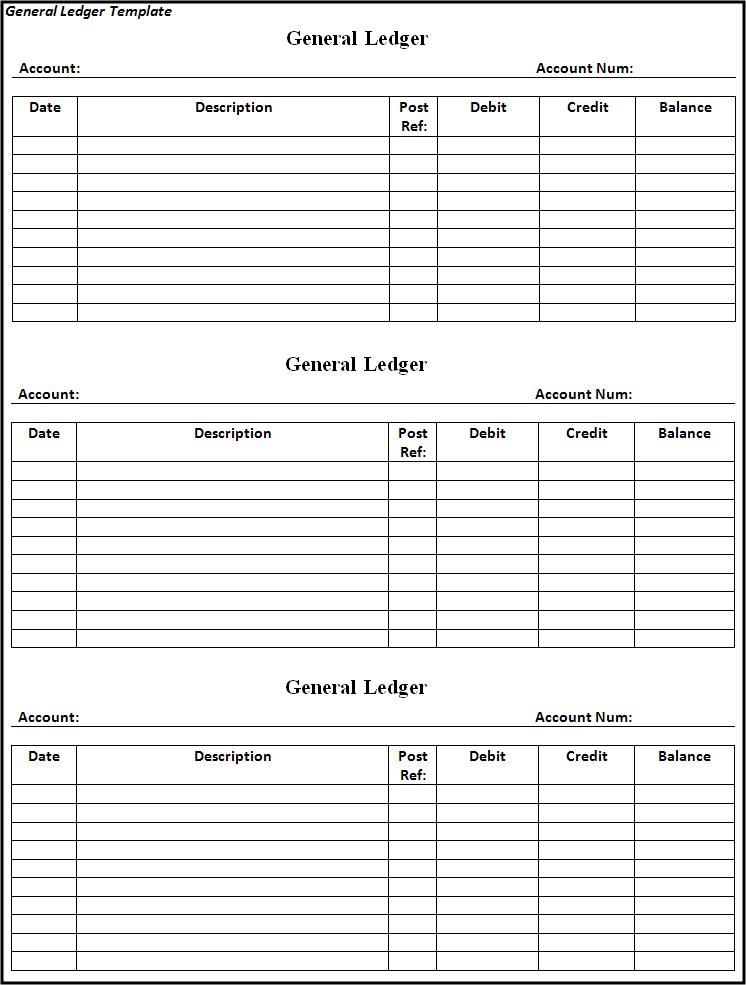 General Ledger Template
General Ledger
Account: Account Num:
Date Description Post Ref: Debit Credit Balance
General Ledger
Account: Account Num:
Date Description Post Ref: Debit Credit Balance
General Ledger
Account: Account Num:
Date Description Post Ref: Debit Credit Balance